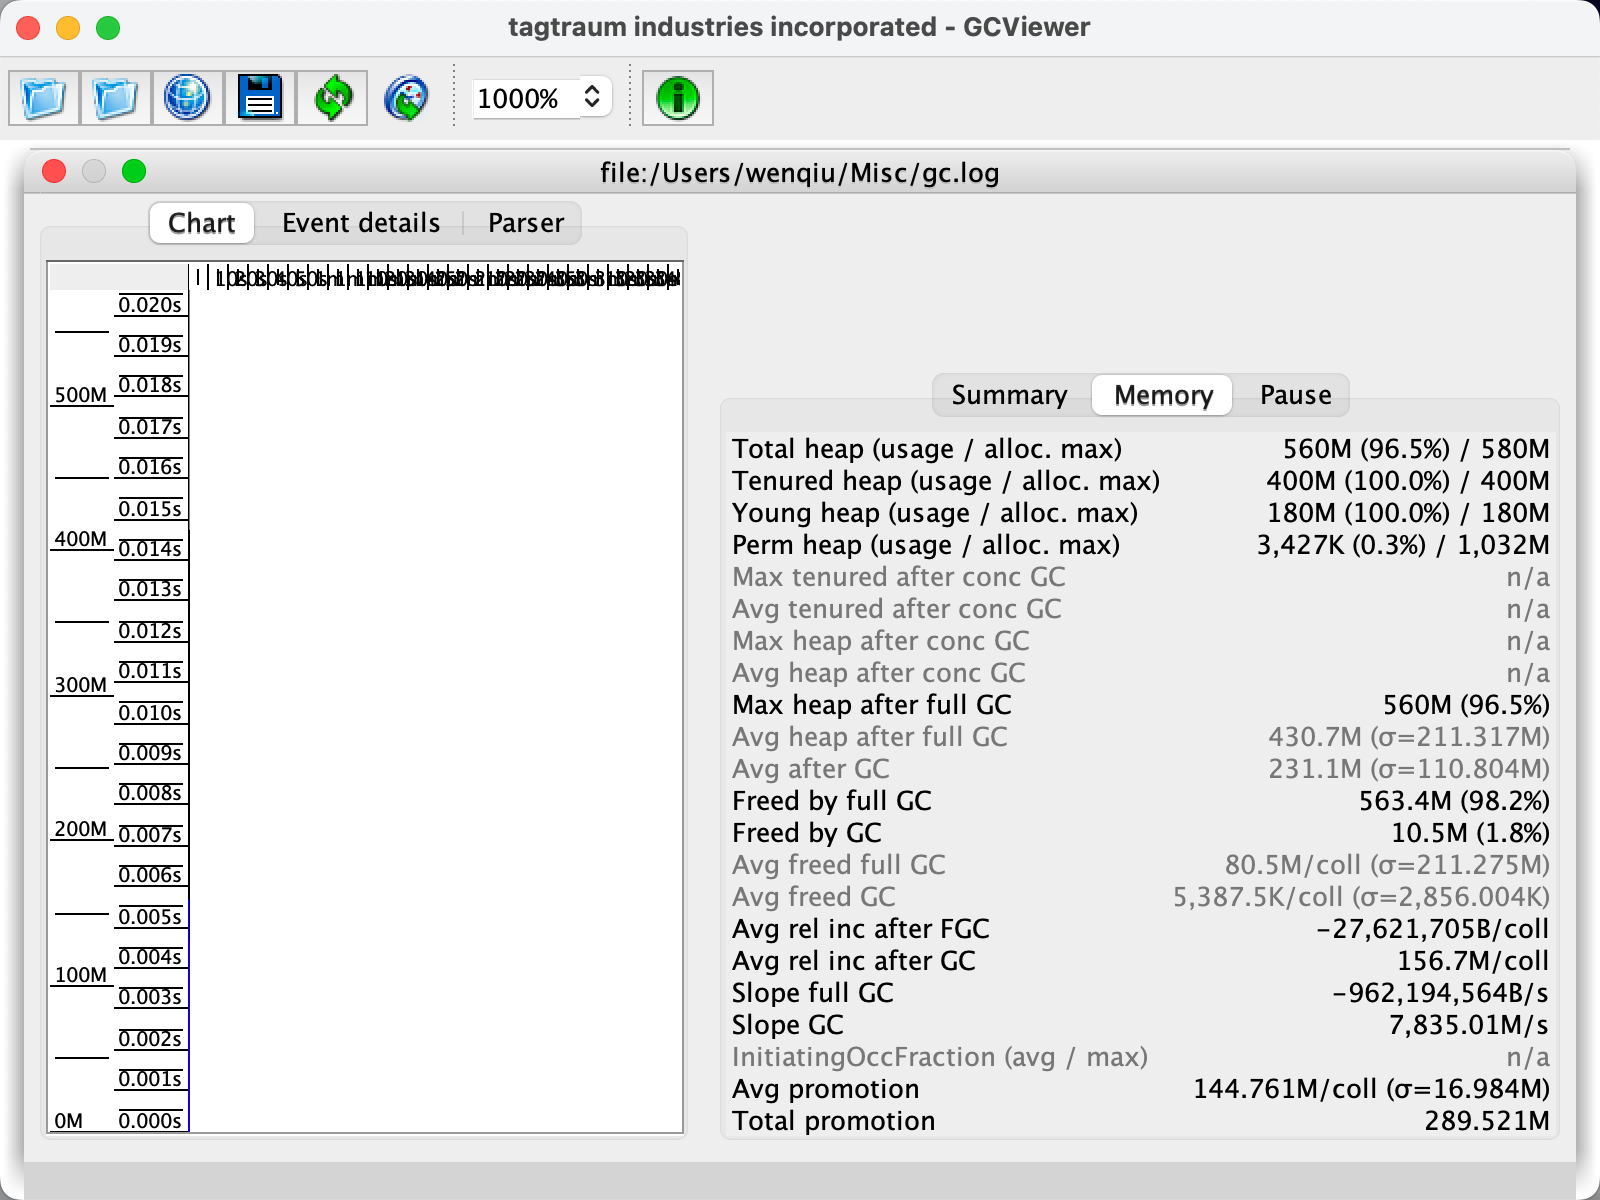 tagtraum industries incorporated - GCViewer
1000%
file:/Users/wenqiu/Misc/gc.log
Chart
Event details
Parser
0.020s
0.019s
500M
0.018s
0.017s
0.016s
0.015s
400M
0.014s
0.013s
0.012s
0.011s
300M
0.010s
0.009s
0.008s
200M
0.007s
0.006s
0.005s
0.004s
100M
0.003s
0.002s
0.001s
0M
0.000s
Summary
Memory
Pause
Total heap (usage / alloc. max) 560M (96.5%) / 580M
Tenured heap (usage / alloc. max) 400M (100.0%) / 400M
Young heap (usage / alloc. max) 180M (100.0%) / 180M
Perm heap (usage / alloc. max) 3,427K (0.3%) / 1,032M
Max tenured after conc GC n/a
Avg tenured after conc GC n/a
Max heap after conc GC n/a
Avg heap after conc GC n/a
Max heap after full GC 560M (96.5%)
Avg heap after full GC 430.7M (σ=211.317M)
Avg after GC 231.1M (σ=110.804M)
Freed by full GC 563.4M (98.2%)
Freed by GC 10.5M (1.8%)
Avg freed full GC 80.5M/coll (σ=211.275M)
Avg freed GC 5,387.5K/coll (σ=2,856.004K)
Avg rel inc after FGC -27,621,705B/coll
Avg rel inc after GC 156.7M/coll
Slope full GC -962,194,564B/s
Slope GC 7,835.01M/s
InitiatingOccFraction (avg / max) n/a
Avg promotion 144.761M/coll (σ=16.984M)
Total promotion 289.521M